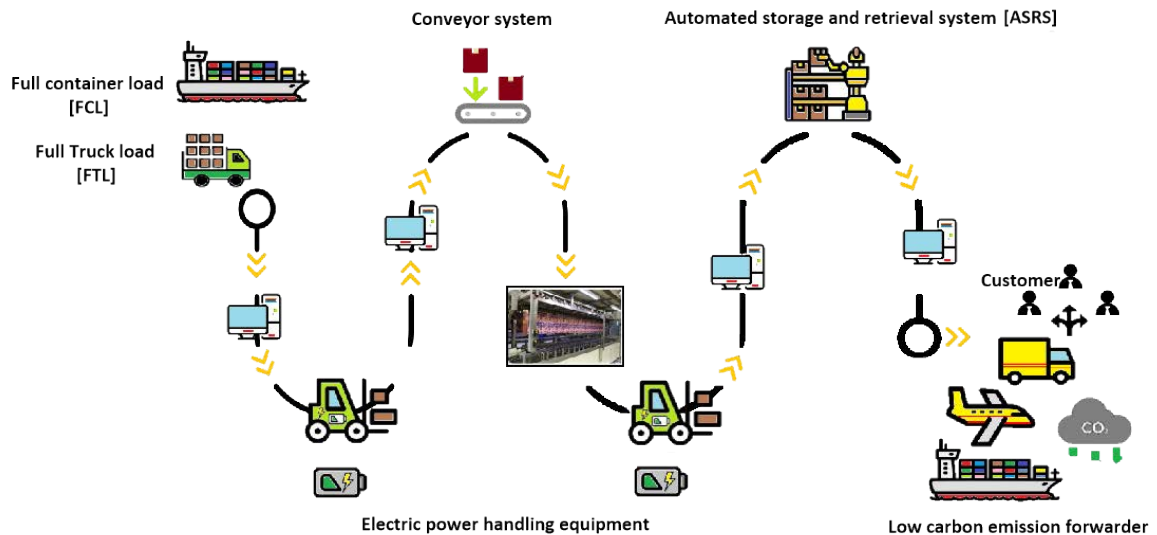 Conveyor system
Automated storage and retrieval system [ASRS]
Full container load
[FCL]
Full Truck load
[FTL]
Customer
CO₂
Electric power handling equipment
Low carbon emission forwarder